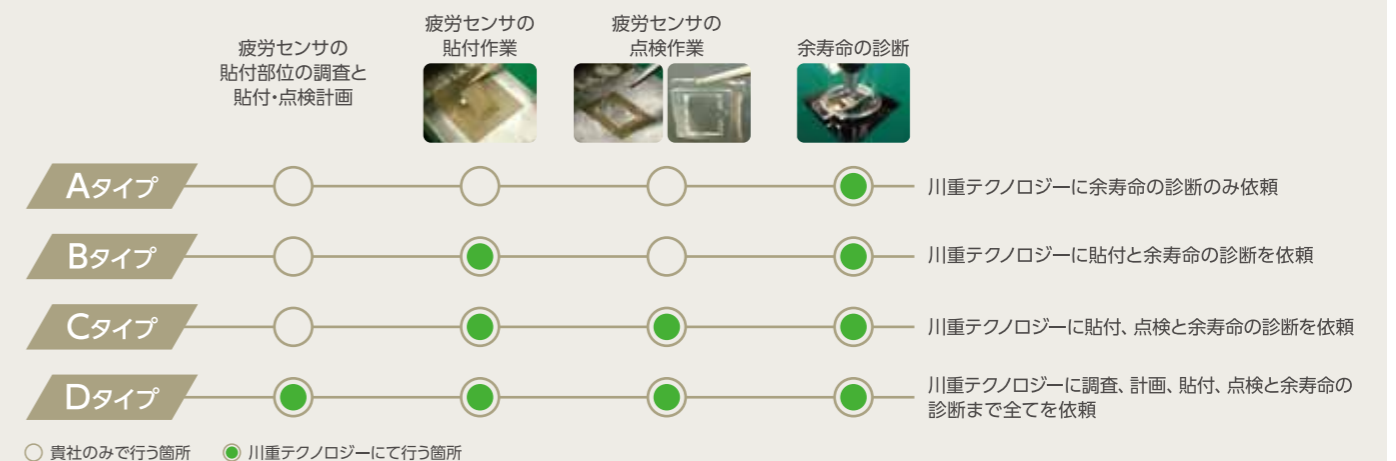 疲労センサの
貼付部位の調査と
貼付・点検計画
疲労センサの
貼付作業
疲労センサの
点検作業
余寿命の診断
Aタイプ
川重テクノロジーに余寿命の診断のみ依頼
Bタイプ
川重テクノロジーに貼付と余寿命の診断を依頼
Cタイプ
川重テクノロジーに貼付、点検と余寿命の診断を依頼
Dタイプ
川重テクノロジーに調査、計画、貼付、点検と余寿命の
診断まで全てを依頼
貴社のみで行う箇所 川重テクノロジーにて行う箇所